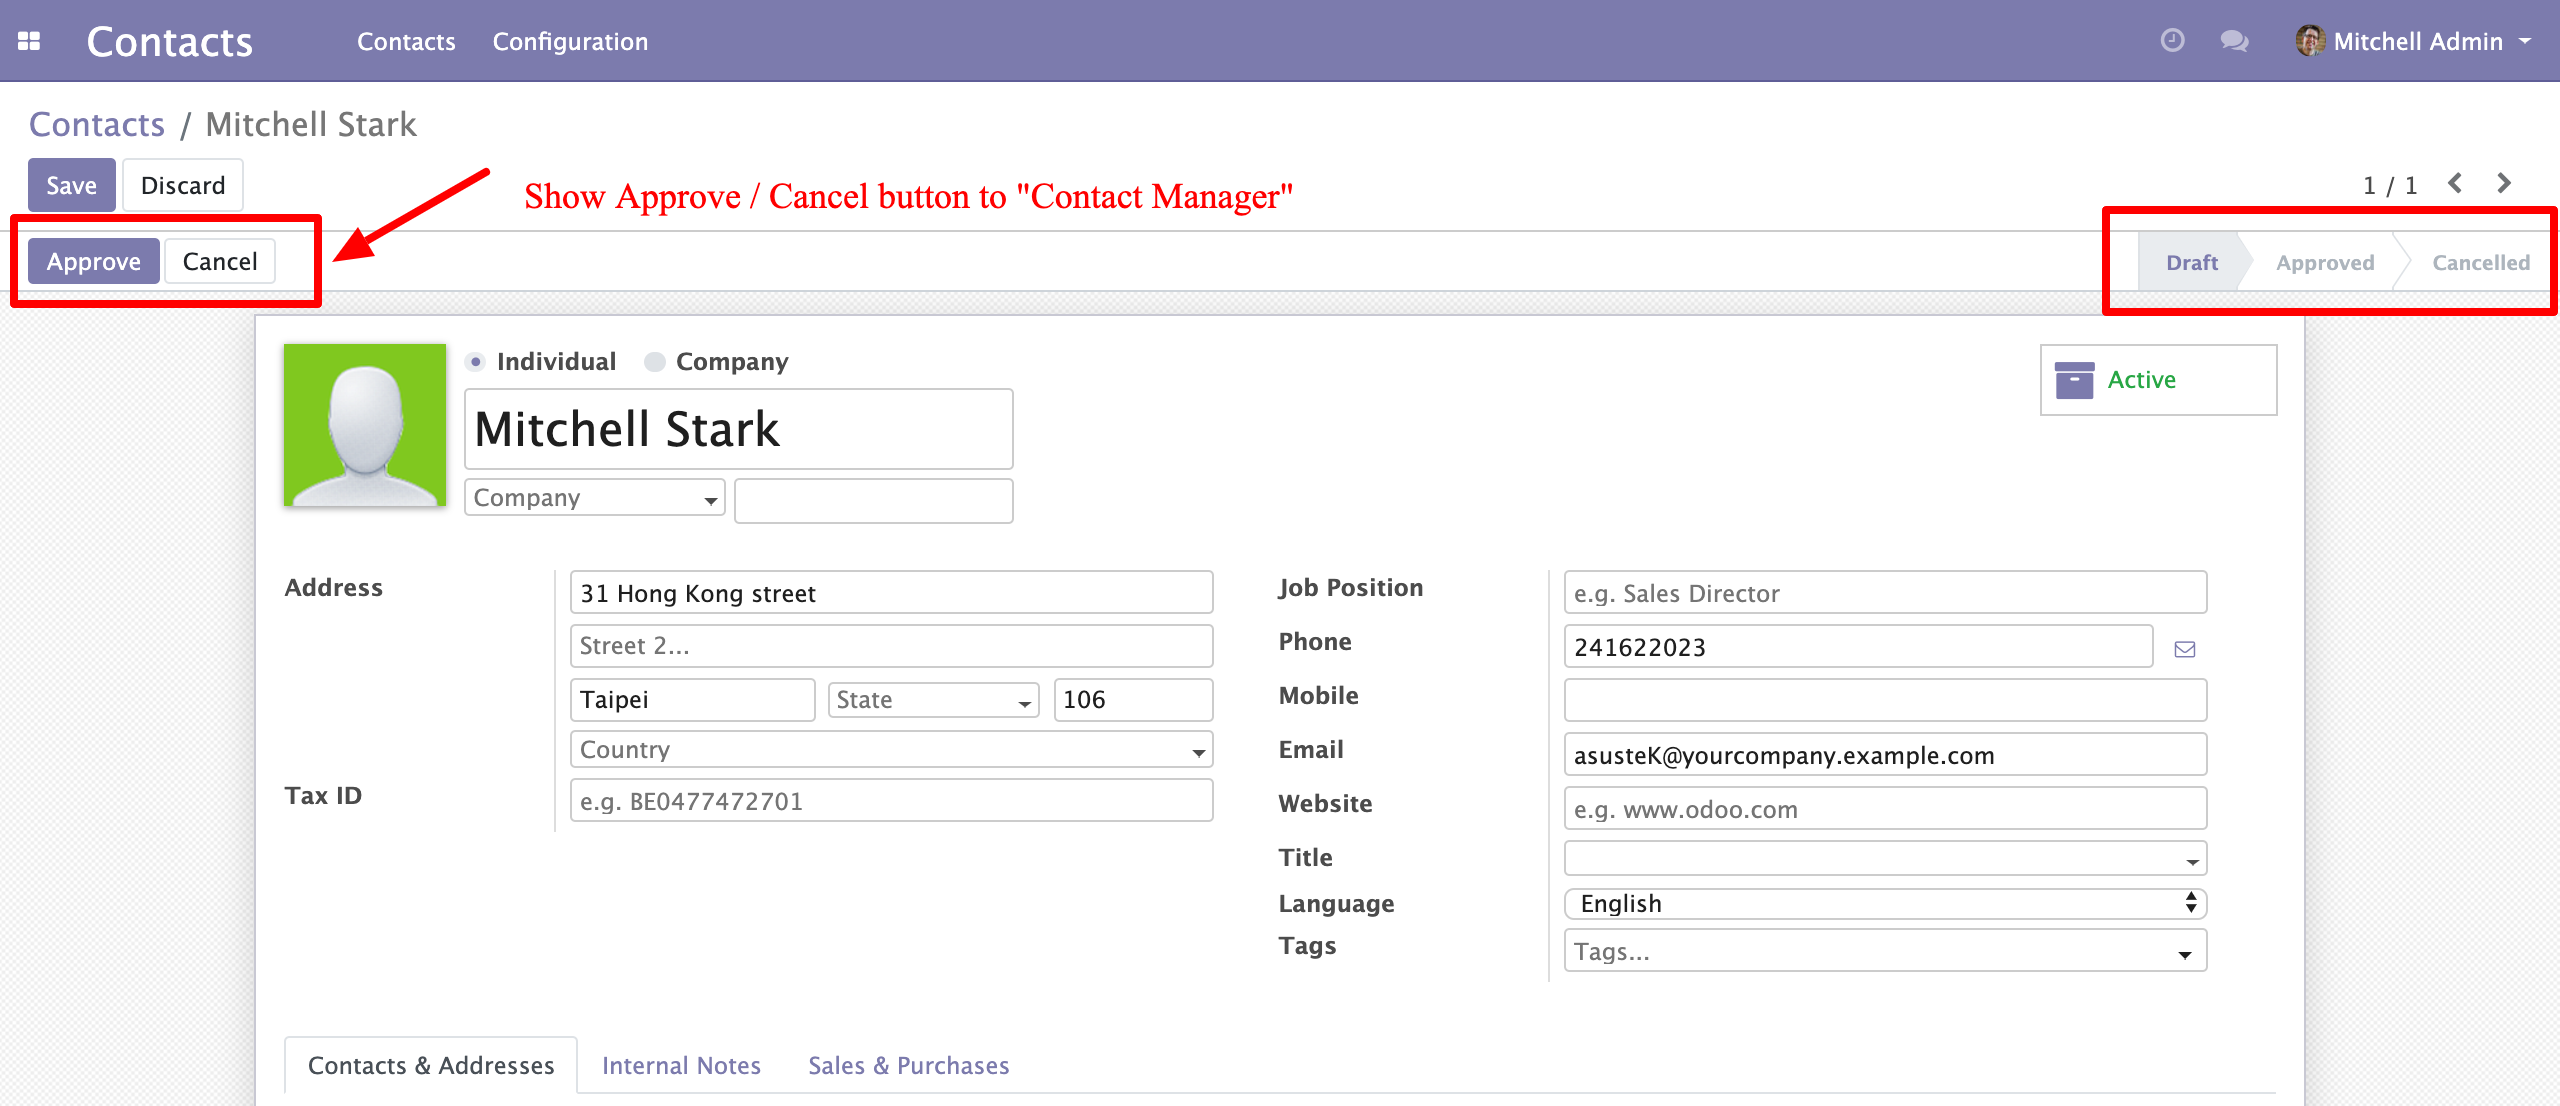 Contacts Contacts Configuration Mitchell Admin
Contacts / Mitchell Stark
Save Discard
Show Approve / Cancel button to "Contact Manager"
1 / 1
Approve Cancel
Draft Approved Cancelled
Individual Company
Active
Mitchell Stark
Company
Address 31 Hong Kong street
Street 2...
Taipei State 106
Country
Tax ID e.g. BE0477472701
Job Position e.g. Sales Director
Phone 241622023
Mobile
Email asusteK@yourcompany.example.com
Website e.g. www.odoo.com
Title
Language English
Tags Tags...
Contacts & Addresses Internal Notes Sales & Purchases